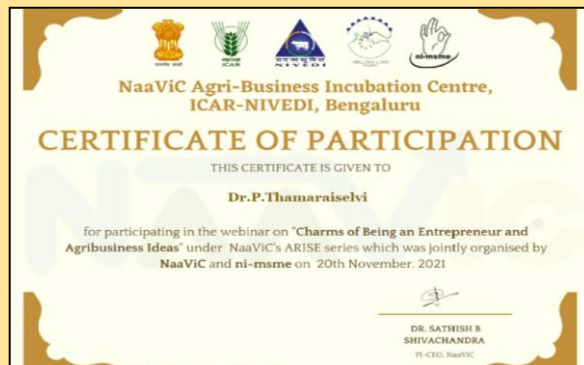 ICAR
NIVEDI
ni-msme
NaaViC Agri-Business Incubation Centre,
ICAR-NIVEDI, Bengaluru
CERTIFICATE OF PARTICIPATION
THIS CERTIFICATE IS GIVEN TO
Dr.P.Thamaraiselvi
for participating in the webinar on "Charms of Being an Entrepreneur and
Agribusiness Ideas" under NaaViC's ARISE series which was jointly organised by
NaaViC and ni-msme on 20th November, 2021
DR. SATHISH B
SHIVACHANDRA
PI-CEO, NaaViC